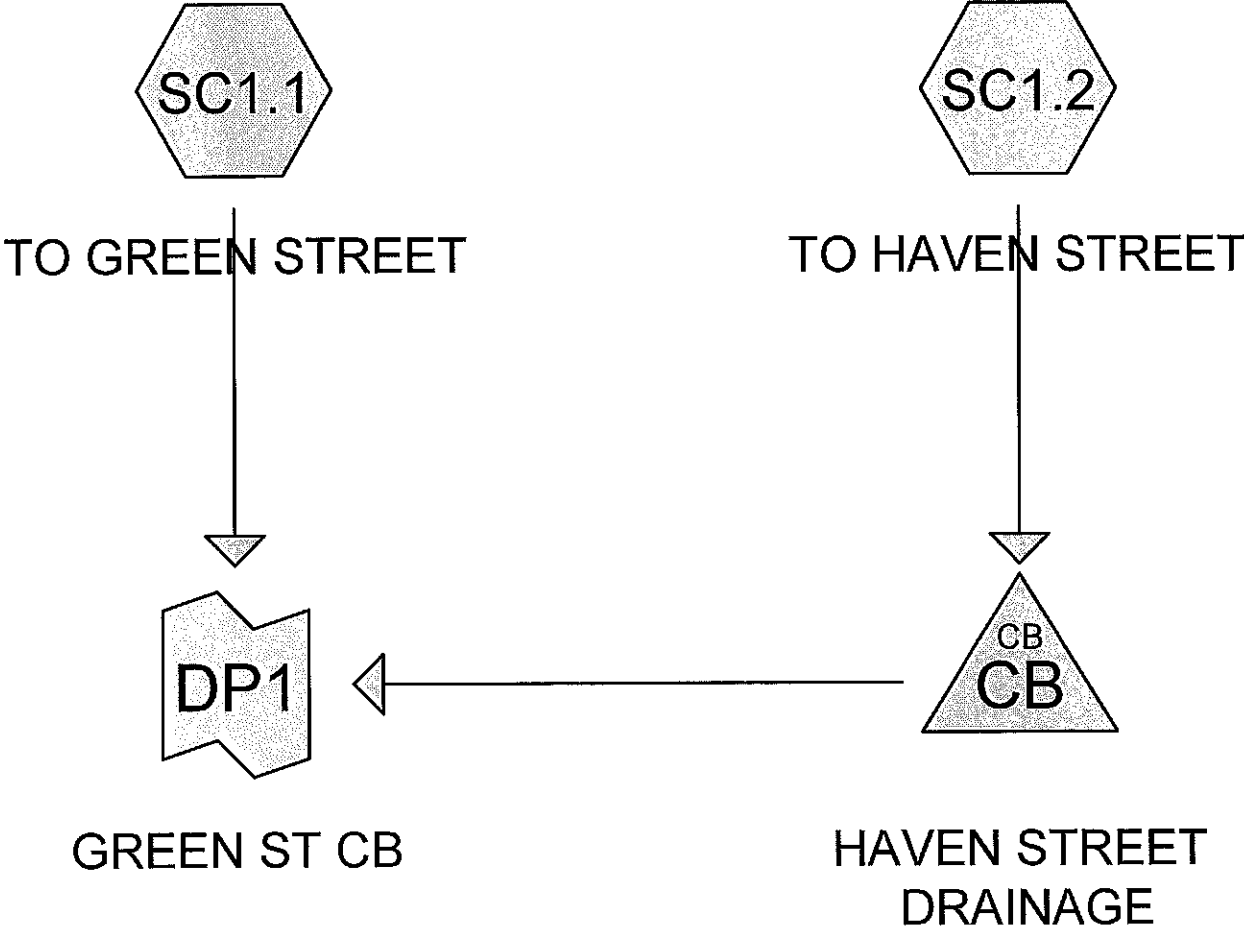 SC1.1
SC1.2
TO GREEN STREET
TO HAVEN STREET
DP1
CB
CB
GREEN ST CB
HAVEN STREET
DRAINAGE